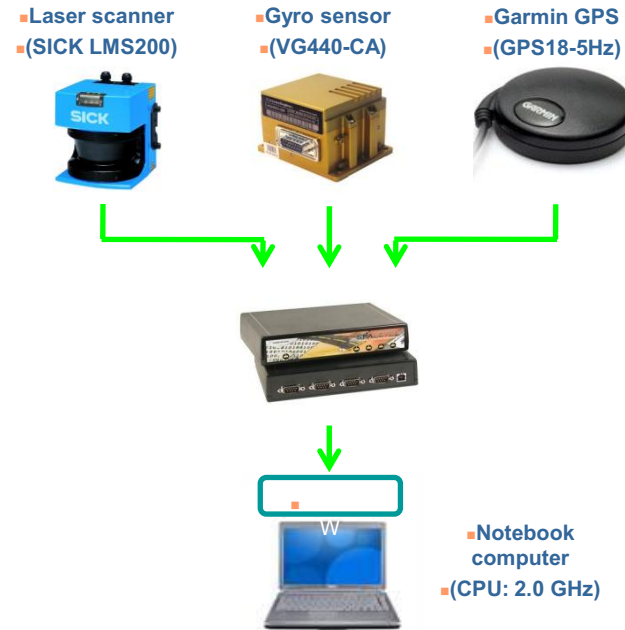 ▪Laser scanner
▪(SICK LMS200)
▪Gyro sensor
▪(VG440-CA)
▪Garmin GPS
▪(GPS18-5Hz)
SICK
GARMIN
▪
W
▪Notebook
computer
▪(CPU: 2.0 GHz)